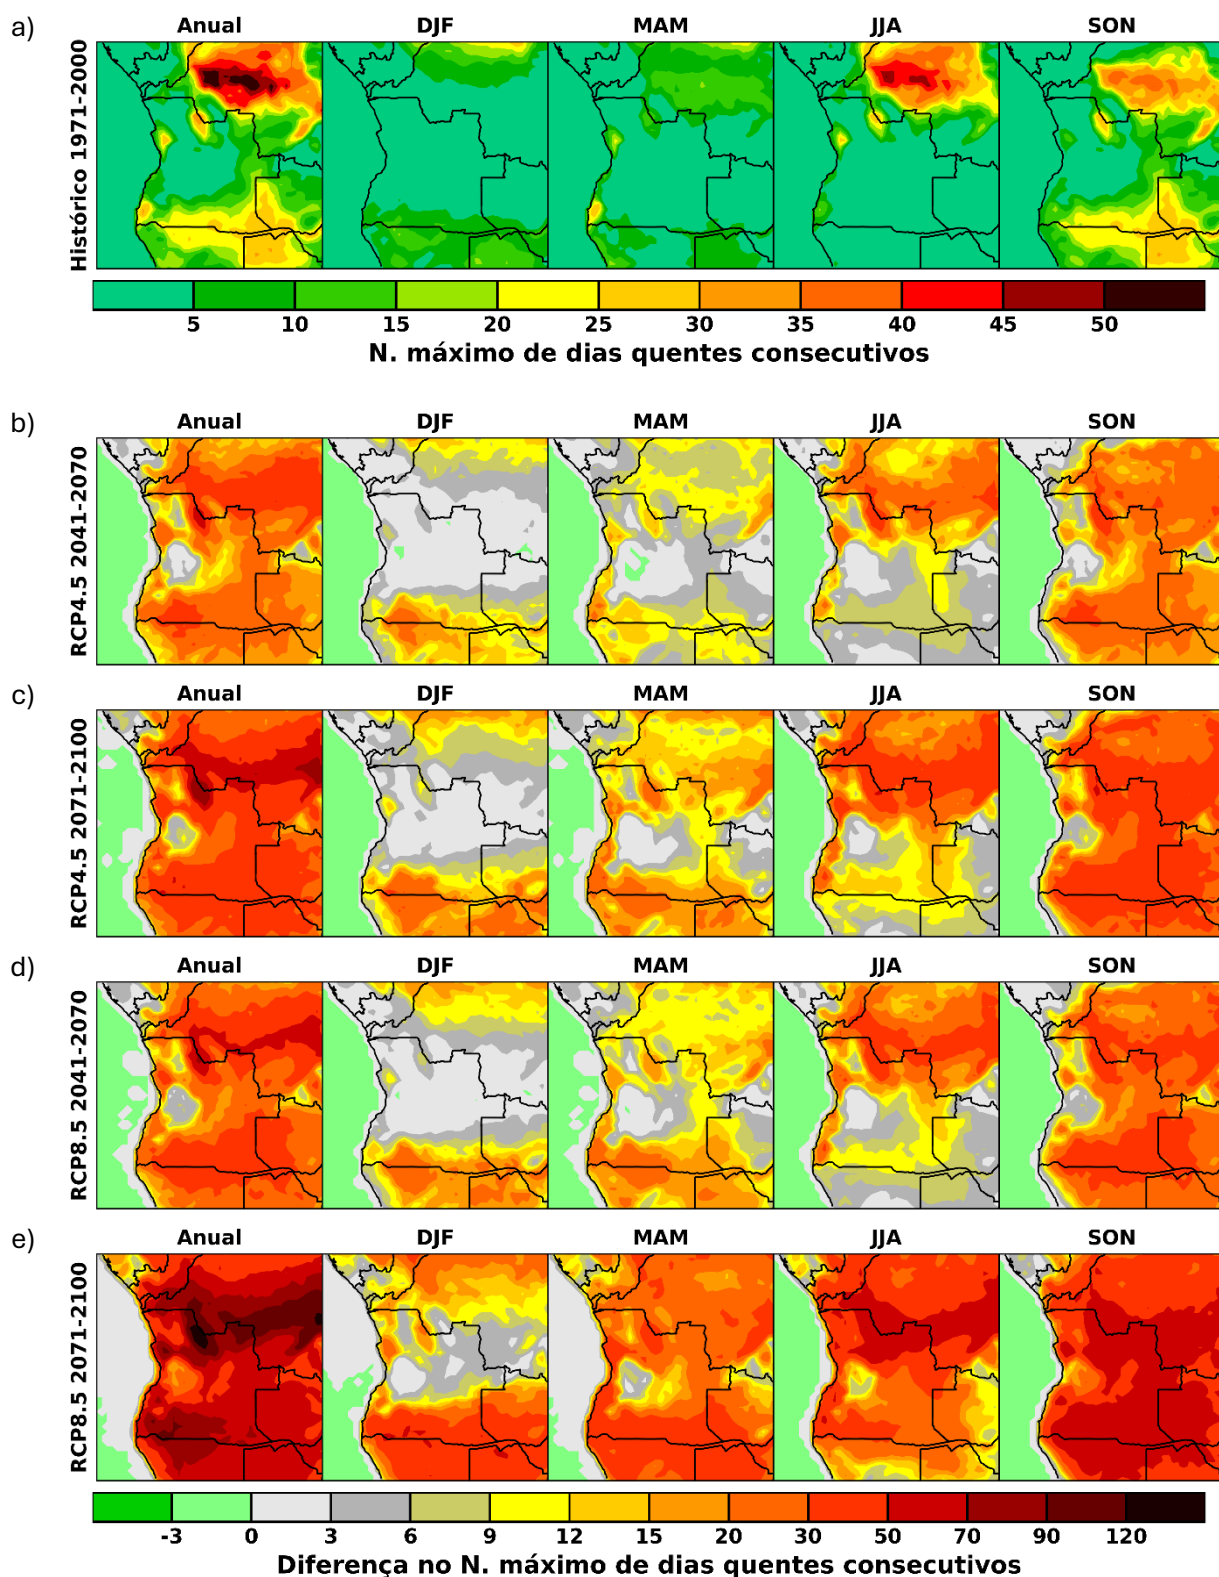 a)
Anual DJF MAM JJA SON
Histórico 1971-2000
5 10 15 20 25 30 35 40 45 50
N. máximo de dias quentes consecutivos
b)
Anual DJF MAM JJA SON
RCP4.5 2041-2070
c)
Anual DJF MAM JJA SON
RCP4.5 2071-2100
d)
Anual DJF MAM JJA SON
RCP8.5 2041-2070
e)
Anual DJF MAM JJA SON
RCP8.5 2071-2100
-3 0 3 6 9 12 15 20 30 50 70 90 120
Diferença no N. máximo de dias quentes consecutivos